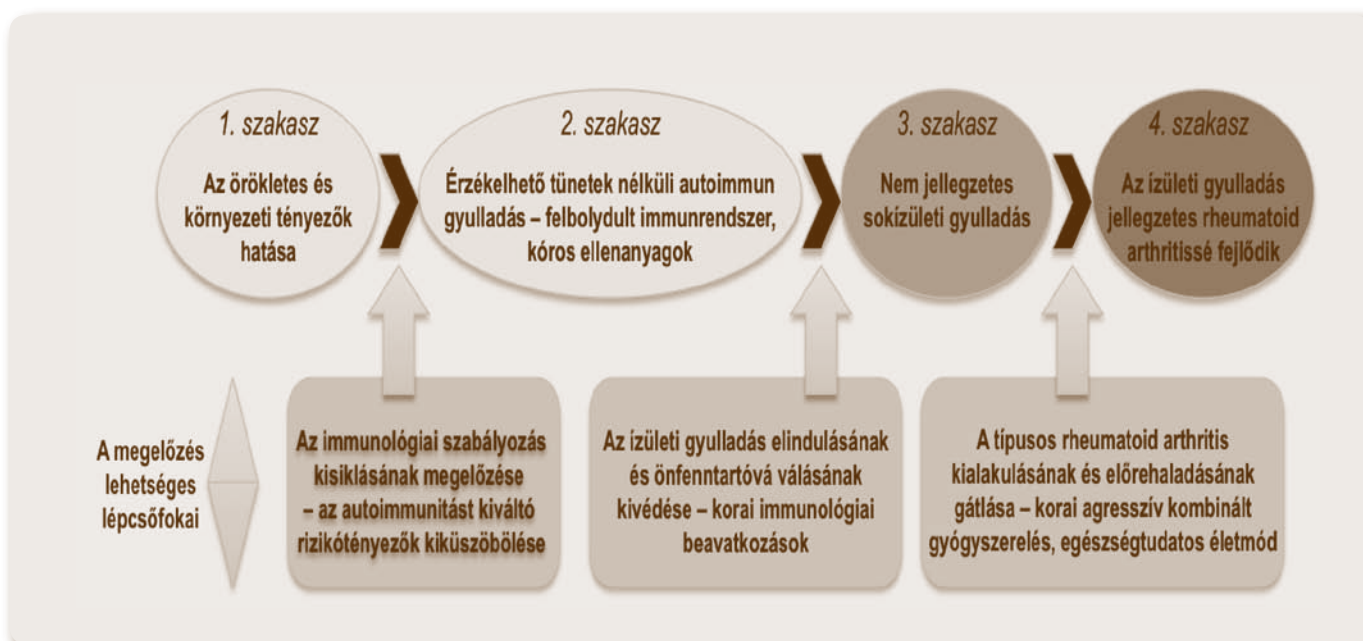 1. szakasz
Az örökletes és
környezeti tényezők
hatása
2. szakasz
Érzékelhető tünetek nélküli autoimmun
gyulladás – felbolydult immunrendszer,
kóros ellenanyagok
3. szakasz
Nem jellegzetes
sokízületi gyulladás
4. szakasz
Az ízületi gyulladás
jellegzetes rheumatoid
arthritissé fejlődik
A megelőzés
lehetséges
lépcsőfokai
Az immunológiai szabályozás
kisiklásának megelőzése
– az autoimmunitást kiváltó
rizikótényezők kiküszöbölése
Az ízületi gyulladás elindulásának
és önfenntartóvá válásának
kivédése – korai immunológiai
beavatkozások
A típusos rheumatoid arthritis
kialakulásának és előrehaladásának
gátlása – korai agresszív kombinált
gyógyszerelés, egészségtudatos életmód